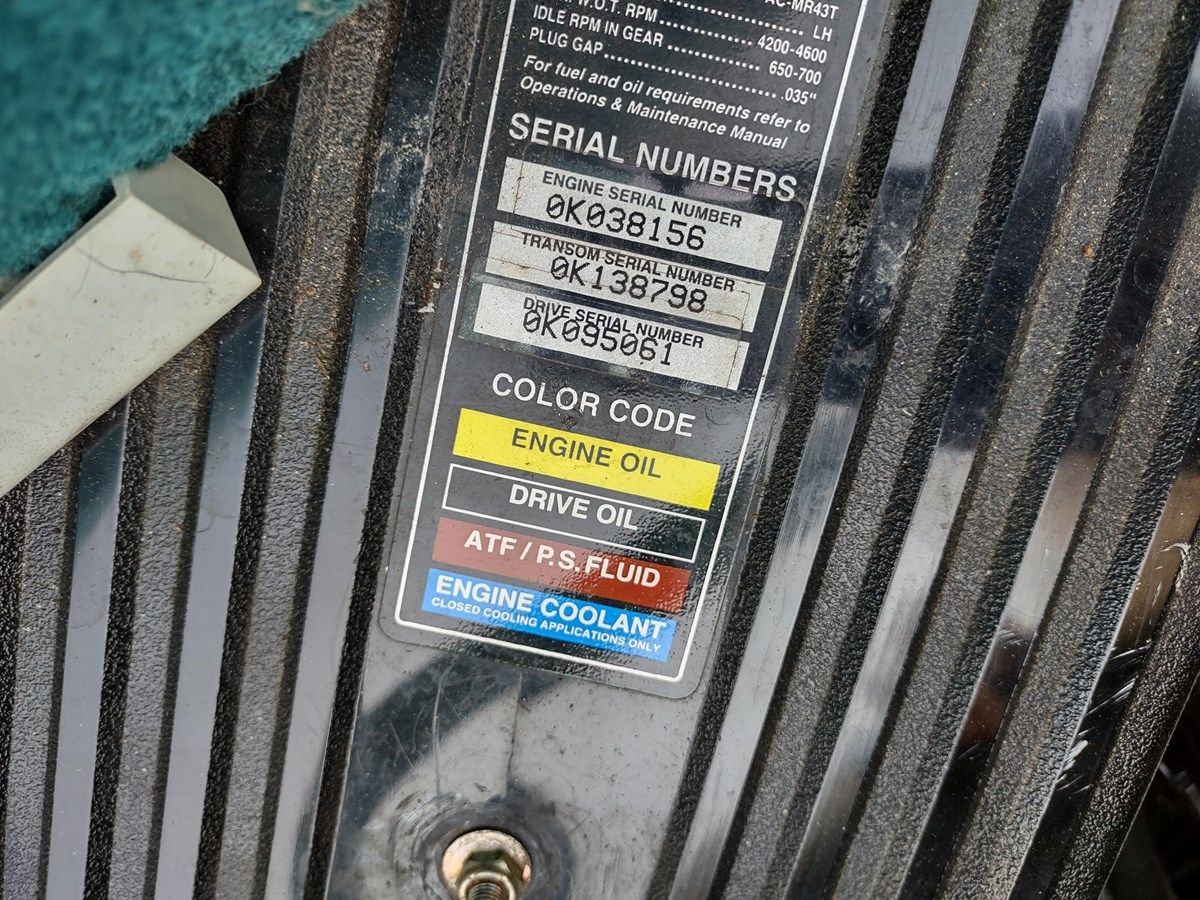 AC-MR43T
W.O.T. RPM .................... LH
IDLE RPM IN GEAR .............. 4200-4600
PLUG GAP ........................ 650-700
.035"
For fuel and oil requirements refer to
Operations & Maintenance Manual
SERIAL NUMBERS
ENGINE SERIAL NUMBER
0K038156
TRANSOM SERIAL NUMBER
0K138798
DRIVE SERIAL NUMBER
0K095061
COLOR CODE
ENGINE OIL
DRIVE OIL
ATF / P.S. FLUID
ENGINE COOLANT
CLOSED COOLING APPLICATIONS ONLY